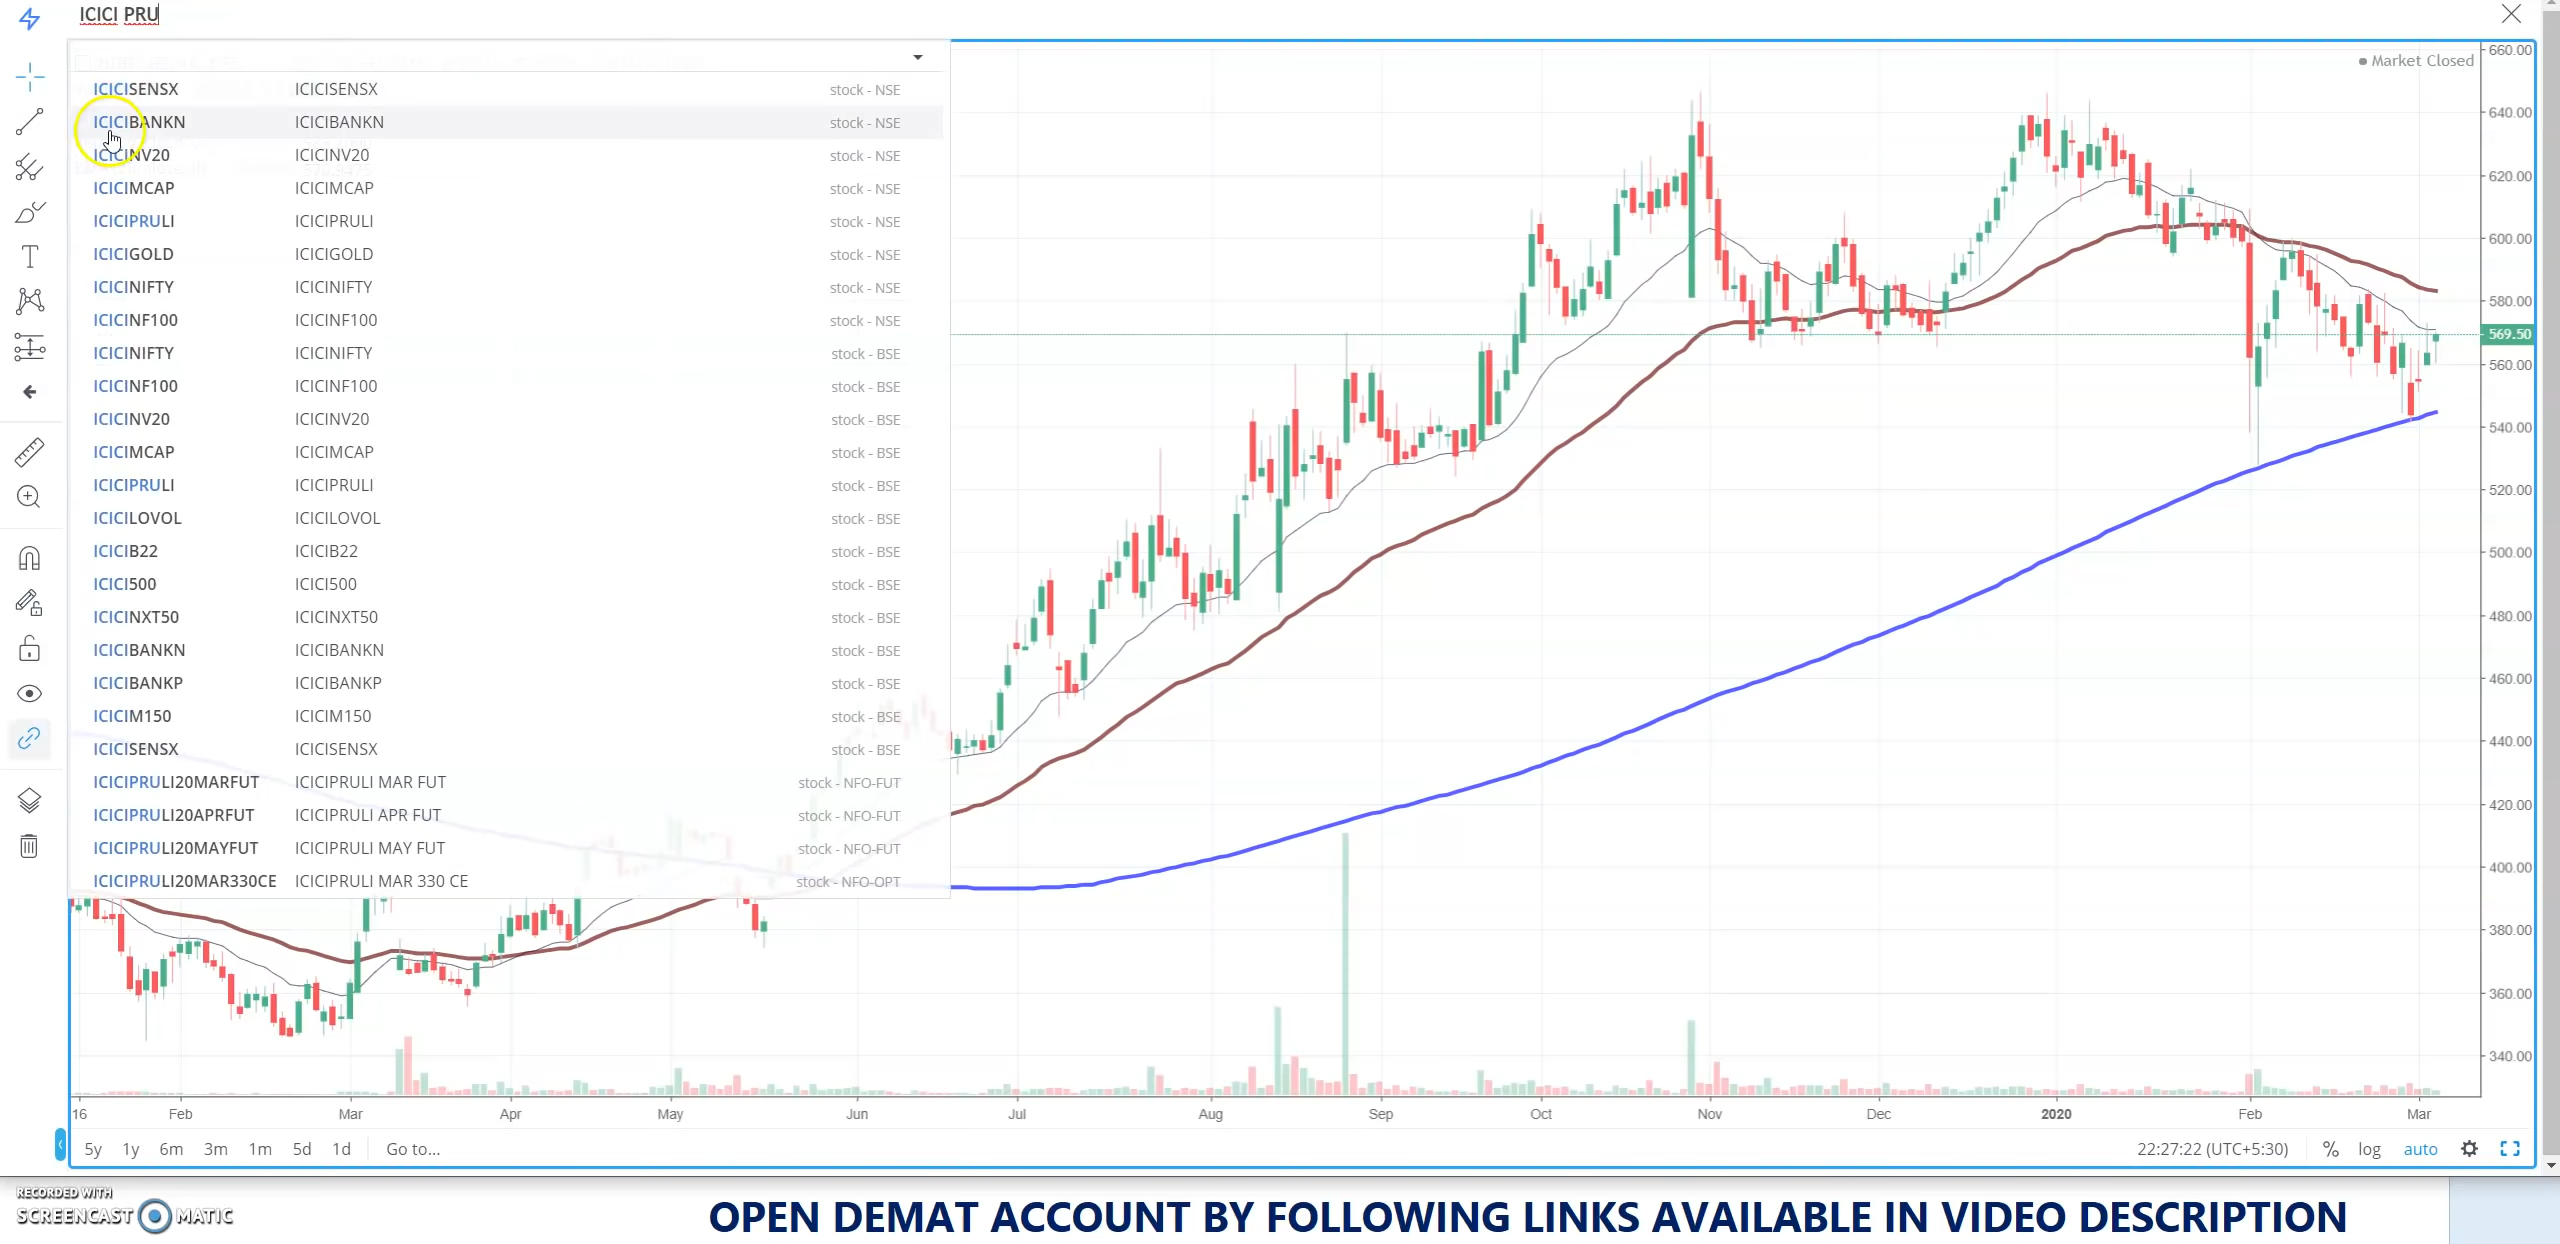 ICICI PRU
Market Closed
ICICISENSX ICICISENSX stock - NSE
ICICIBANKN ICICIBANKN stock - NSE
ICICINV20 ICICINV20 stock - NSE
ICICIMCAP ICICIMCAP stock - NSE
ICICIPRULI ICICIPRULI stock - NSE
ICICIGOLD ICICIGOLD stock - NSE
ICICINIFTY ICICINIFTY stock - NSE
ICICINF100 ICICINF100 stock - NSE
ICICINIFTY ICICINIFTY stock - BSE
ICICINF100 ICICINF100 stock - BSE
ICICINV20 ICICINV20 stock - BSE
ICICIMCAP ICICIMCAP stock - BSE
ICICIPRULI ICICIPRULI stock - BSE
ICICILOVOL ICICILOVOL stock - BSE
ICICIB22 ICICIB22 stock - BSE
ICICI500 ICICI500 stock - BSE
ICICINXT50 ICICINXT50 stock - BSE
ICICIBANKN ICICIBANKN stock - BSE
ICICIBANKP ICICIBANKP stock - BSE
ICICIM150 ICICIM150 stock - BSE
ICICISENSX ICICISENSX stock - BSE
ICICIPRULI20MARFUT ICICIPRULI MAR FUT stock - NFO-FUT
ICICIPRULI20APRFUT ICICIPRULI APR FUT stock - NFO-FUT
ICICIPRULI20MAYFUT ICICIPRULI MAY FUT stock - NFO-FUT
ICICIPRULI20MAR330CE ICICIPRULI MAR 330 CE stock - NFO-OPT
660.00
640.00
620.00
600.00
580.00
569.50
560.00
540.00
520.00
500.00
480.00
460.00
440.00
420.00
400.00
380.00
360.00
340.00
16 Feb Mar Apr May Jun Jul Aug Sep Oct Nov Dec 2020 Feb Mar
5y 1y 6m 3m 1m 5d 1d Go to... 22:27:22 (UTC+5:30) % log auto
RECORDED WITH
SCREENCAST MATIC
OPEN DEMAT ACCOUNT BY FOLLOWING LINKS AVAILABLE IN VIDEO DESCRIPTION